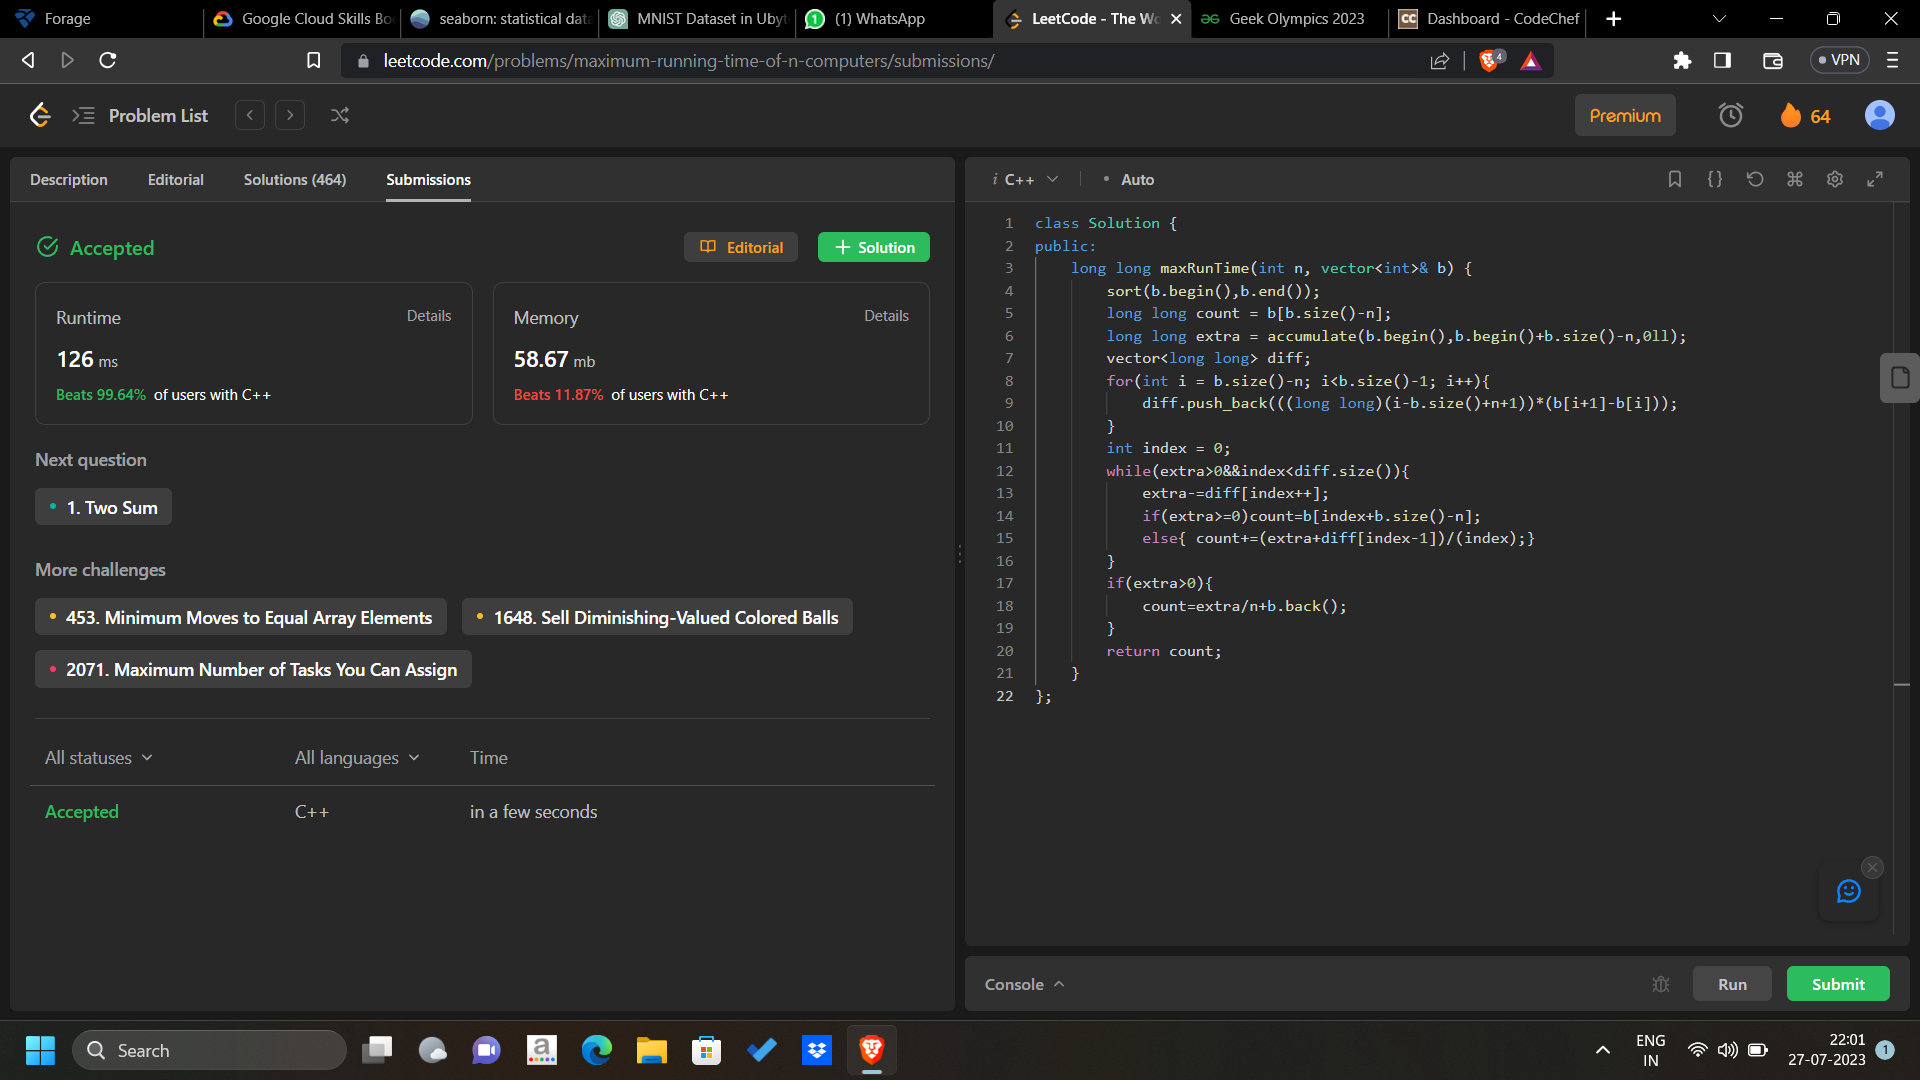 Forage
Google Cloud Skills Boo
seaborn: statistical data
MNIST Dataset in Ubyt
(1) WhatsApp
LeetCode - The Wo
Geek Olympics 2023
CC Dashboard - CodeChef
leetcode.com/problems/maximum-running-time-of-n-computers/submissions/
4
VPN
Problem List
Premium
64
Description
Editorial
Solutions (464)
Submissions
Accepted
Editorial
+ Solution
Runtime
Details
126 ms
Beats 99.64% of users with C++
Memory
Details
58.67 mb
Beats 11.87% of users with C++
Next question
1. Two Sum
More challenges
453. Minimum Moves to Equal Array Elements
1648. Sell Diminishing-Valued Colored Balls
2071. Maximum Number of Tasks You Can Assign
All statuses
All languages
Time
Accepted
C++
in a few seconds
i C++
• Auto
1 class Solution {
2 public:
3 long long maxRunTime(int n, vector<int>& b) {
4 sort(b.begin(),b.end());
5 long long count = b[b.size()-n];
6 long long extra = accumulate(b.begin(),b.begin()+b.size()-n,0ll);
7 vector<long long> diff;
8 for(int i = b.size()-n; i<b.size()-1; i++){
9 diff.push_back(((long long)(i-b.size()+n+1))*(b[i+1]-b[i]));
10 }
11 int index = 0;
12 while(extra>0&&index<diff.size()){
13 extra-=diff[index++];
14 if(extra>=0)count=b[index+b.size()-n];
15 else{ count+=(extra+diff[index-1])/(index);}
16 }
17 if(extra>0){
18 count=extra/n+b.back();
19 }
20 return count;
21 }
22 };
Console
Run
Submit
Search
a
ENG
IN
22:01
27-07-2023
1